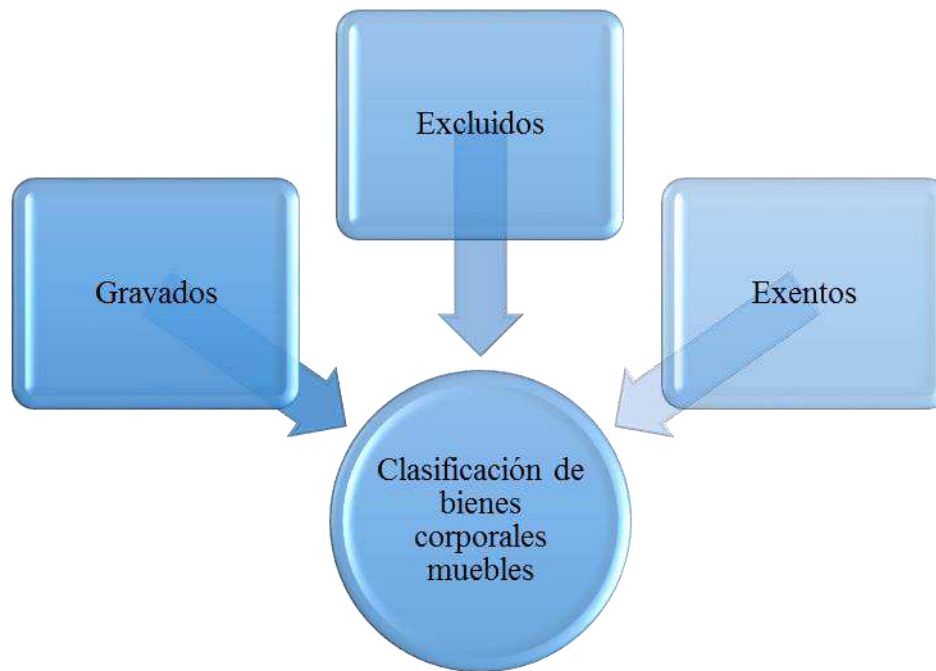 Excluidos
Gravados
Exentos
Clasificación de
bienes
corporales
muebles